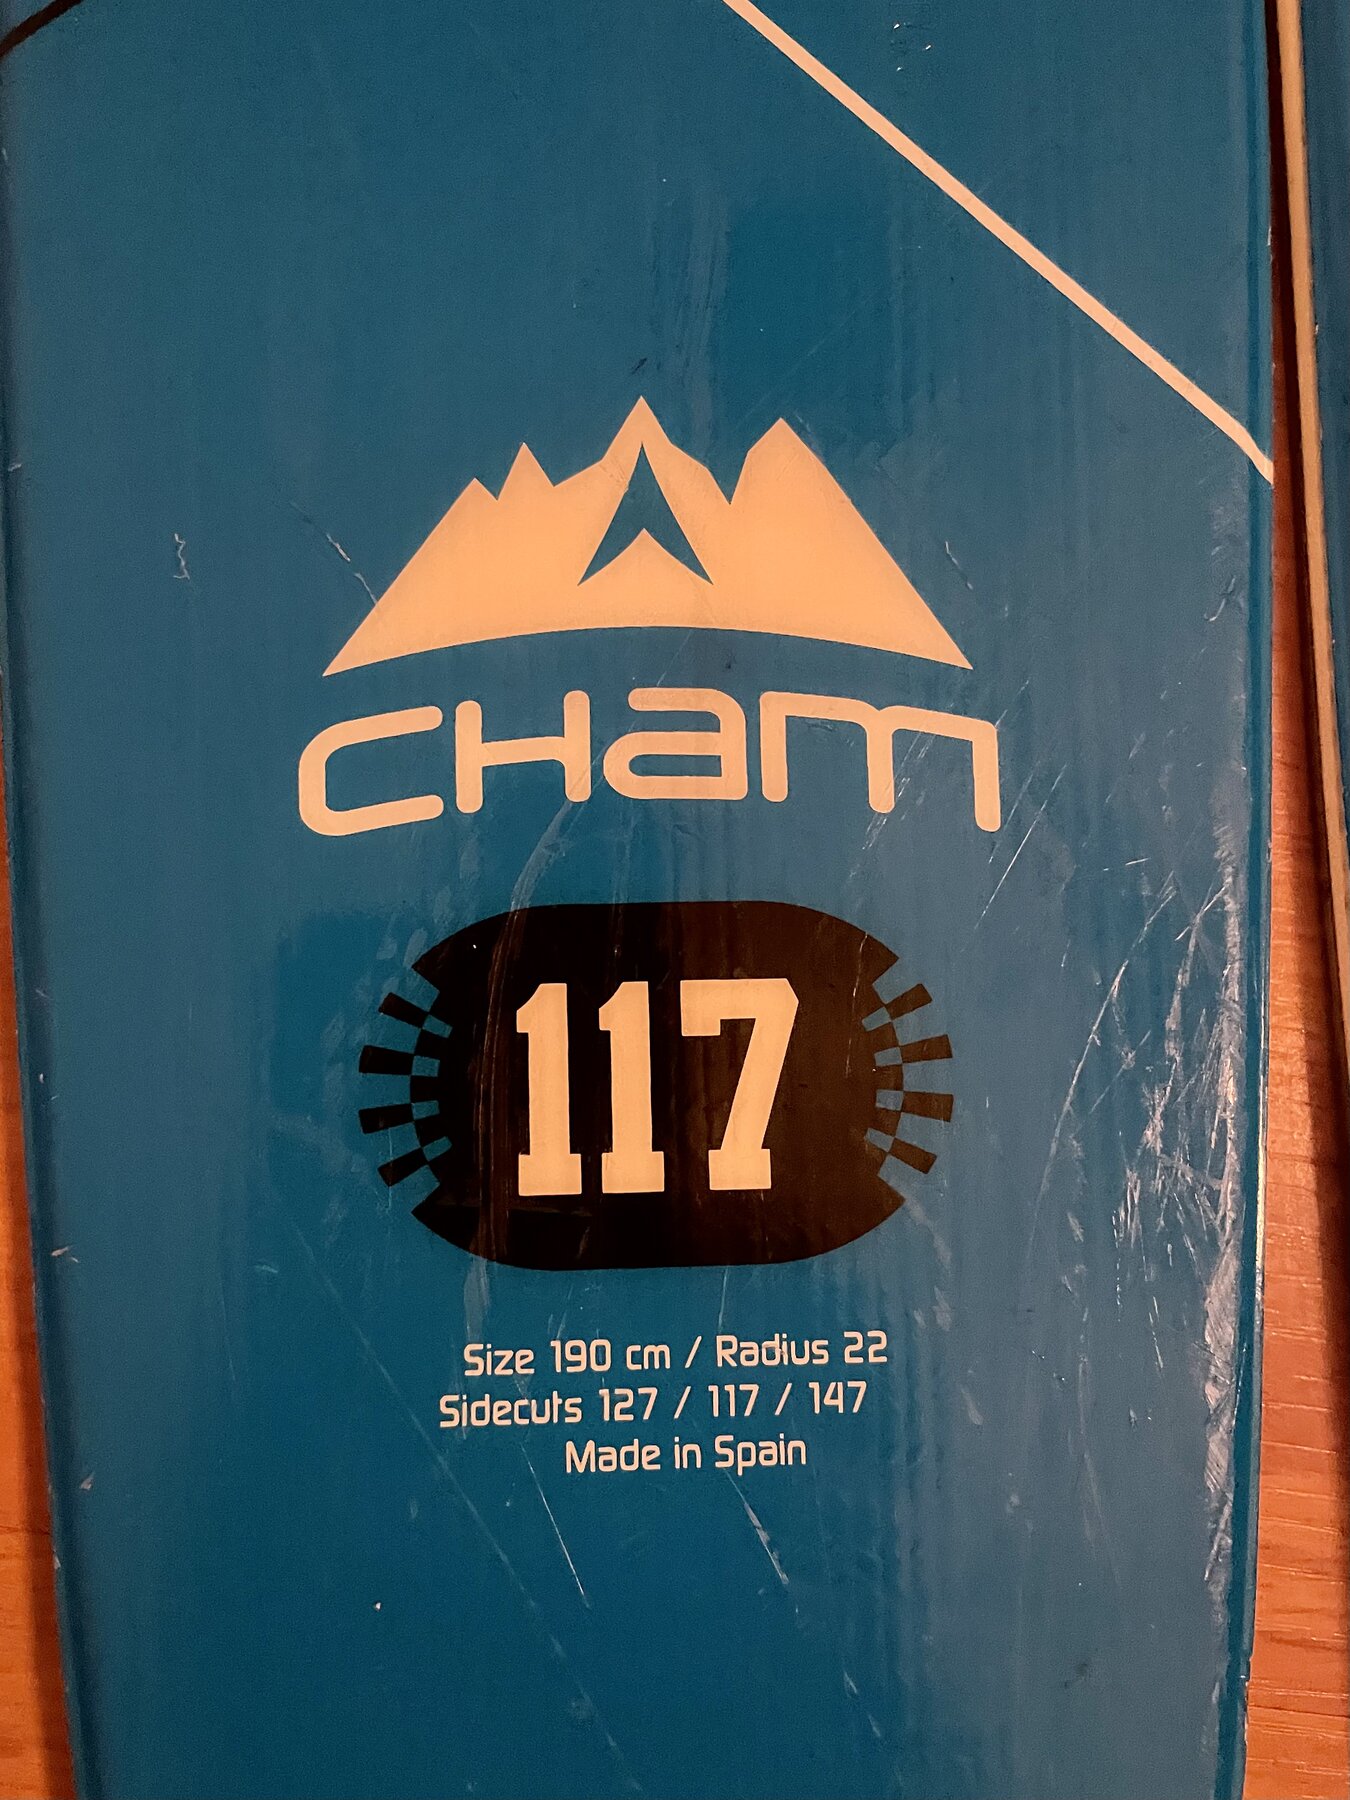 CHam
117
Size 190 cm / Radius 22
Sidecuts 127 / 117 / 147
Made in Spain